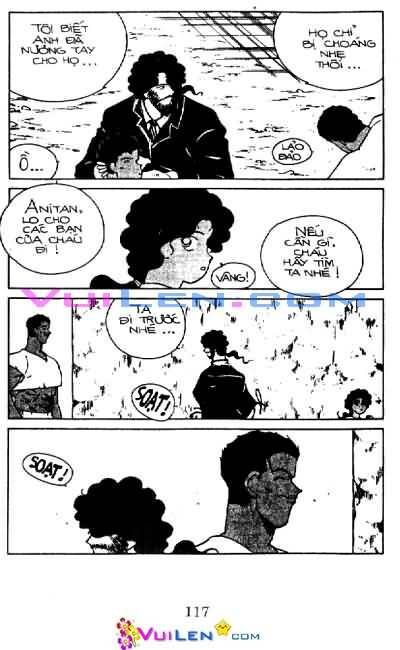 TÔI BIẾT
ANH ĐÃ
NƯƠNG TAY
CHO HỌ...
HỌ CHỈ
BỊ CHOÁNG
NHẸ
THÔI...
LẢO
ĐẢO
Ồ...
ANITAN,
LO CHO
CÁC BẠN
CỦA CHÁU
ĐI!
VÂNG!
NẾU
CẦN GÌ,
CHÁU
HÃY TÌM
TA NHÉ!
VUILEN.COM
TA
ĐI TRƯỚC
NHÉ...
SOẠT!
SOẠT!
117
VUILEN.COM